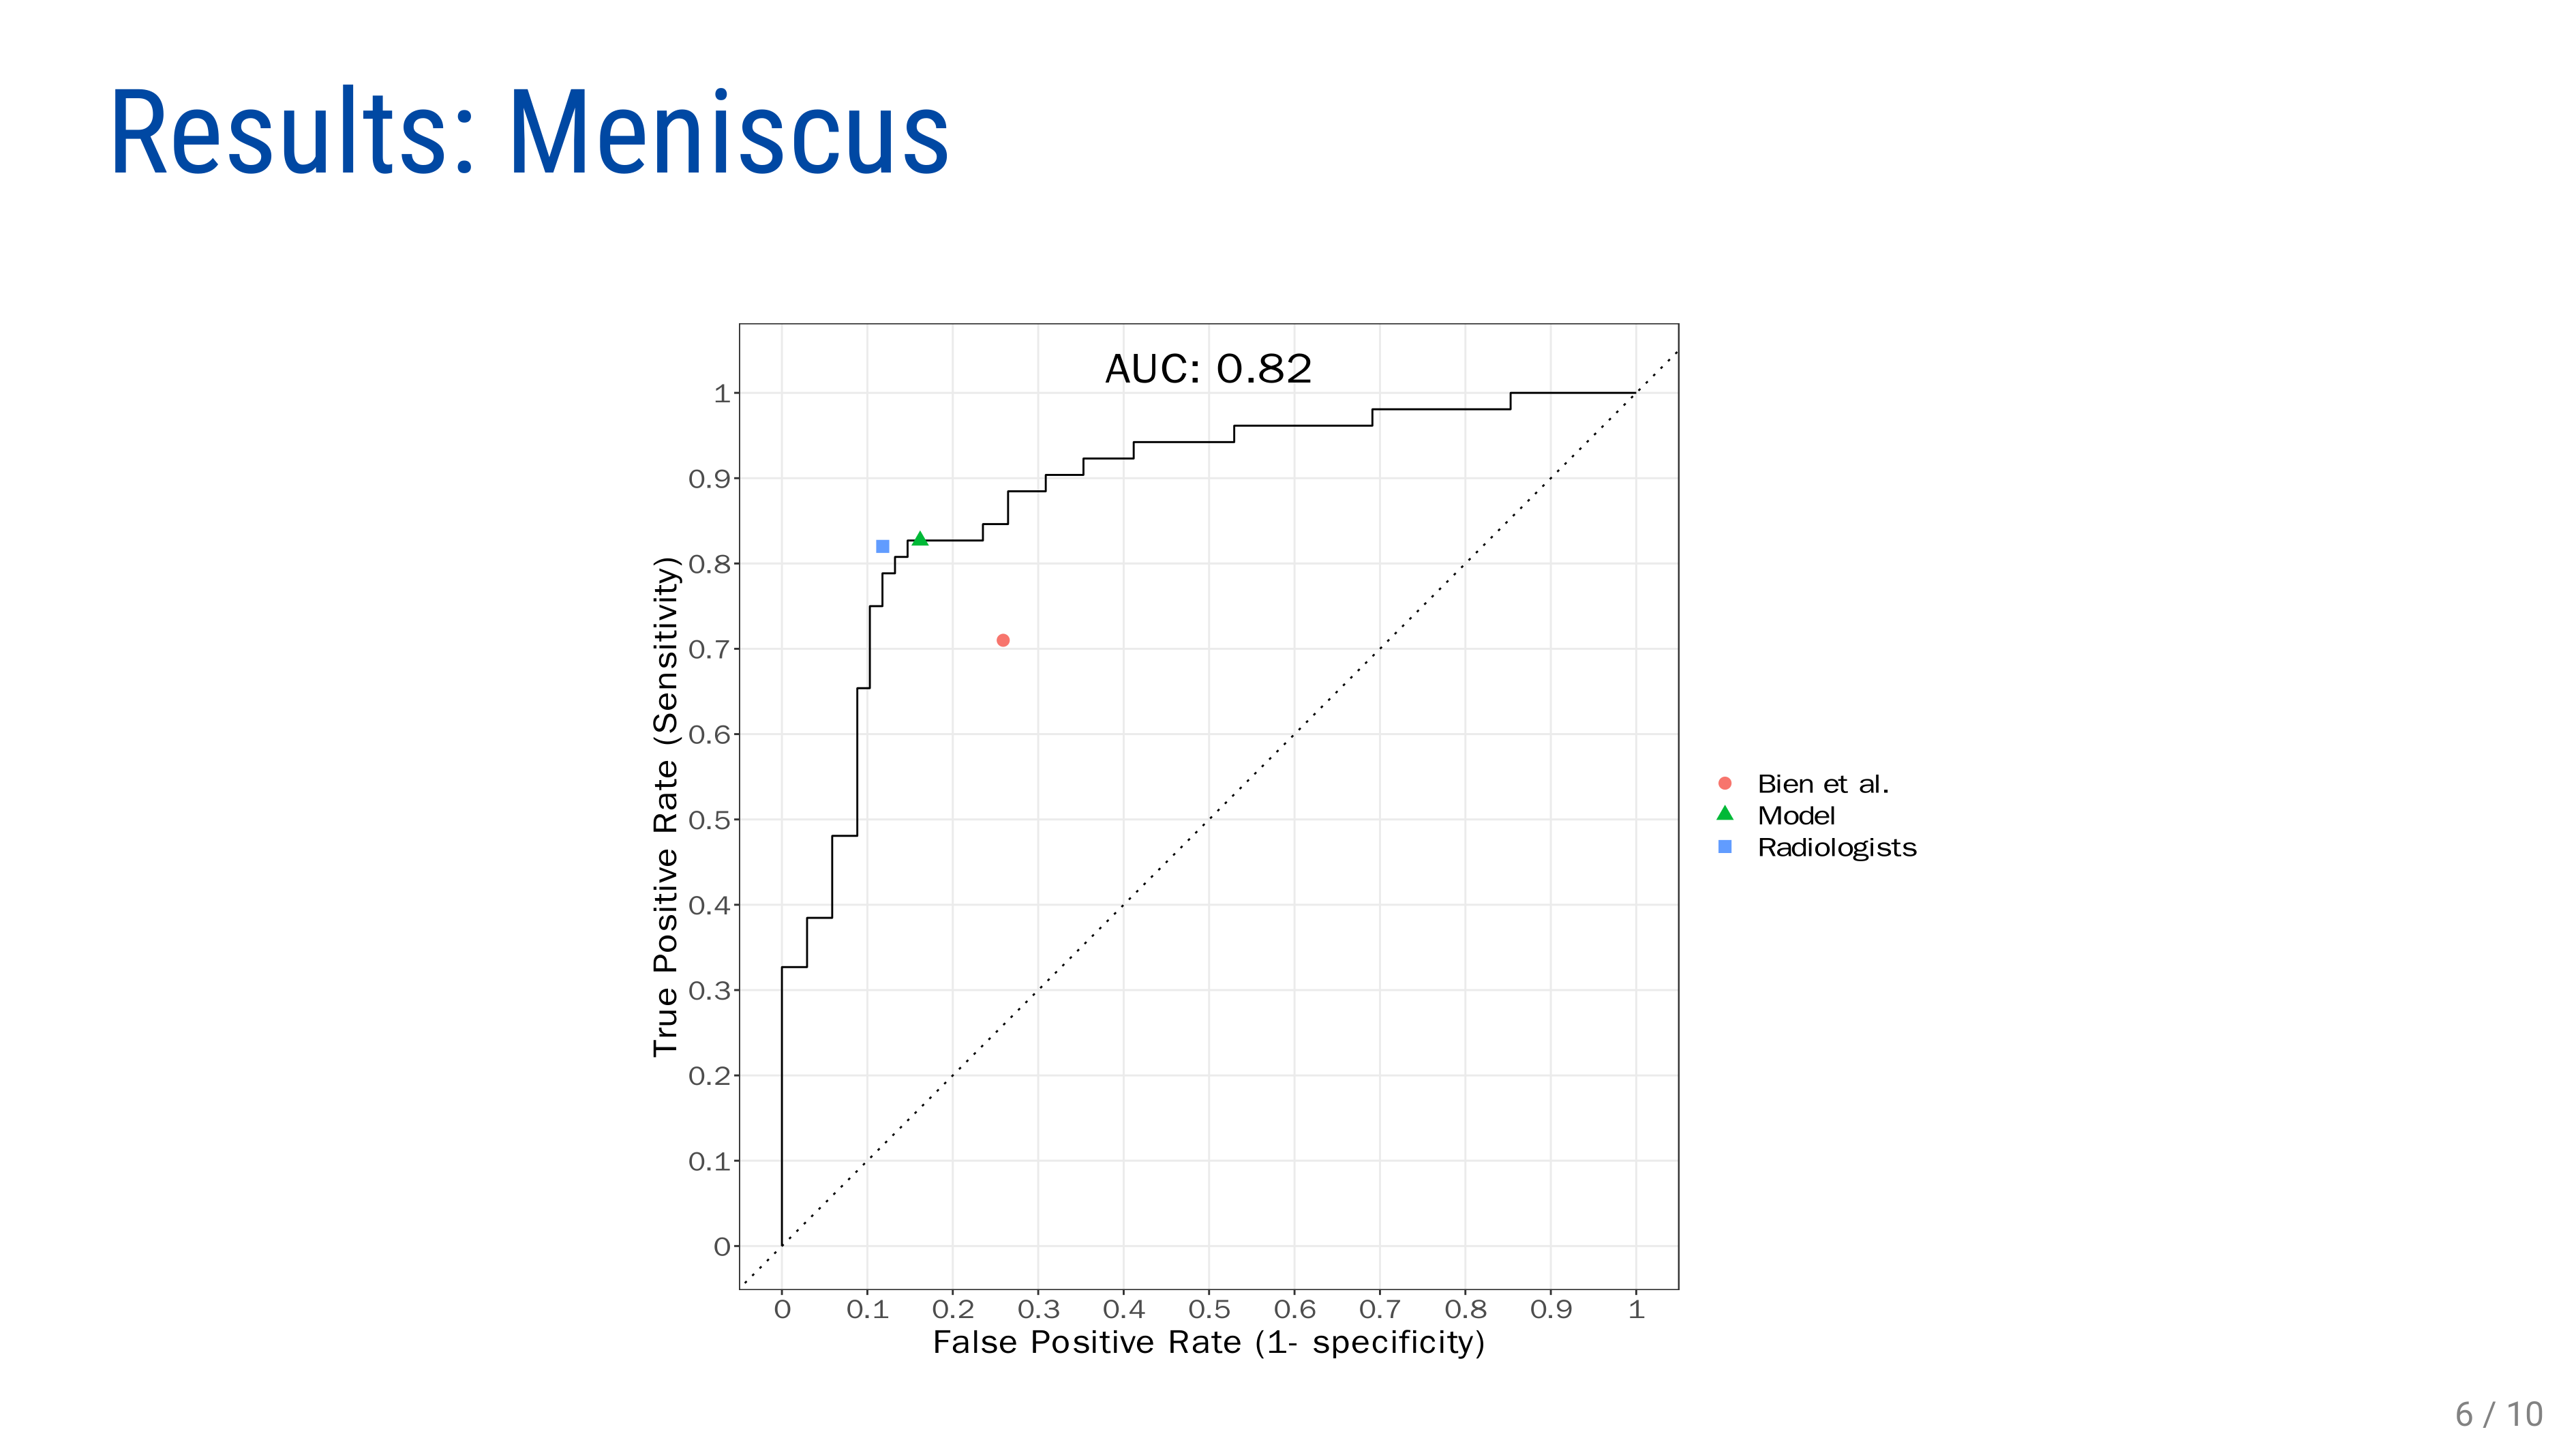 Results: Meniscus
AUC: 0.82
True Positive Rate (Sensitivity)
1
0.9
0.8
0.7
0.6
0.5
0.4
0.3
0.2
0.1
0
0 0.1 0.2 0.3 0.4 0.5 0.6 0.7 0.8 0.9 1
False Positive Rate (1- specificity)
Bien et al.
Model
Radiologists
6 / 10